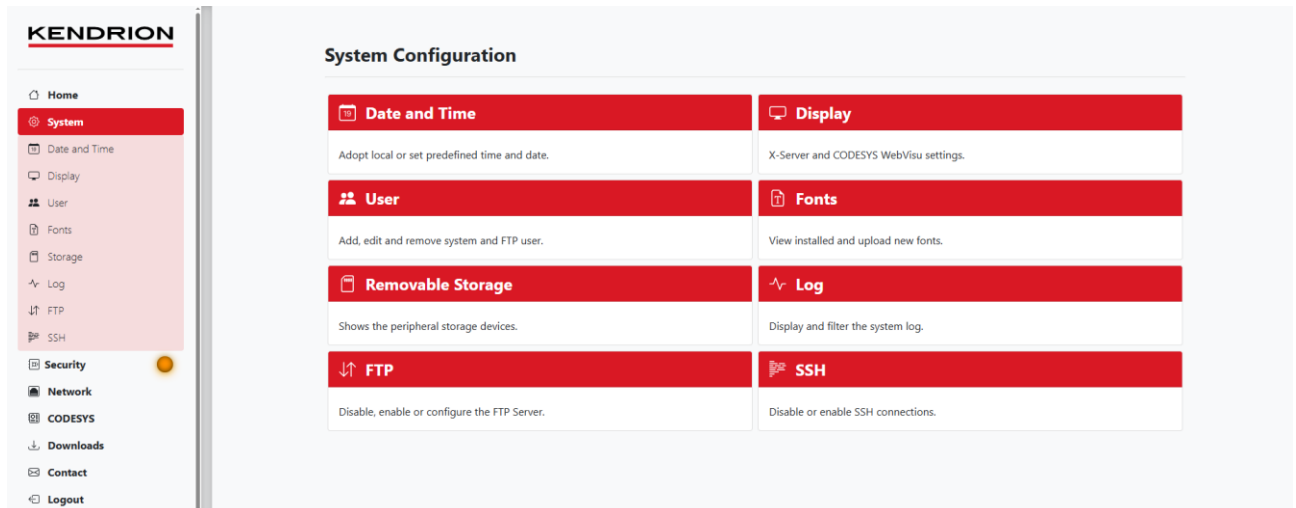 KENDRION
Home
System
Date and Time
Display
User
Fonts
Storage
Log
FTP
SSH
Security
Network
CODESYS
Downloads
Contact
Logout
System Configuration
19 Date and Time
Adopt local or set predefined time and date.
Display
X-Server and CODESYS WebVisu settings.
User
Add, edit and remove system and FTP user.
Fonts
View installed and upload new fonts.
Removable Storage
Shows the peripheral storage devices.
Log
Display and filter the system log.
FTP
Disable, enable or configure the FTP Server.
SSH
Disable or enable SSH connections.